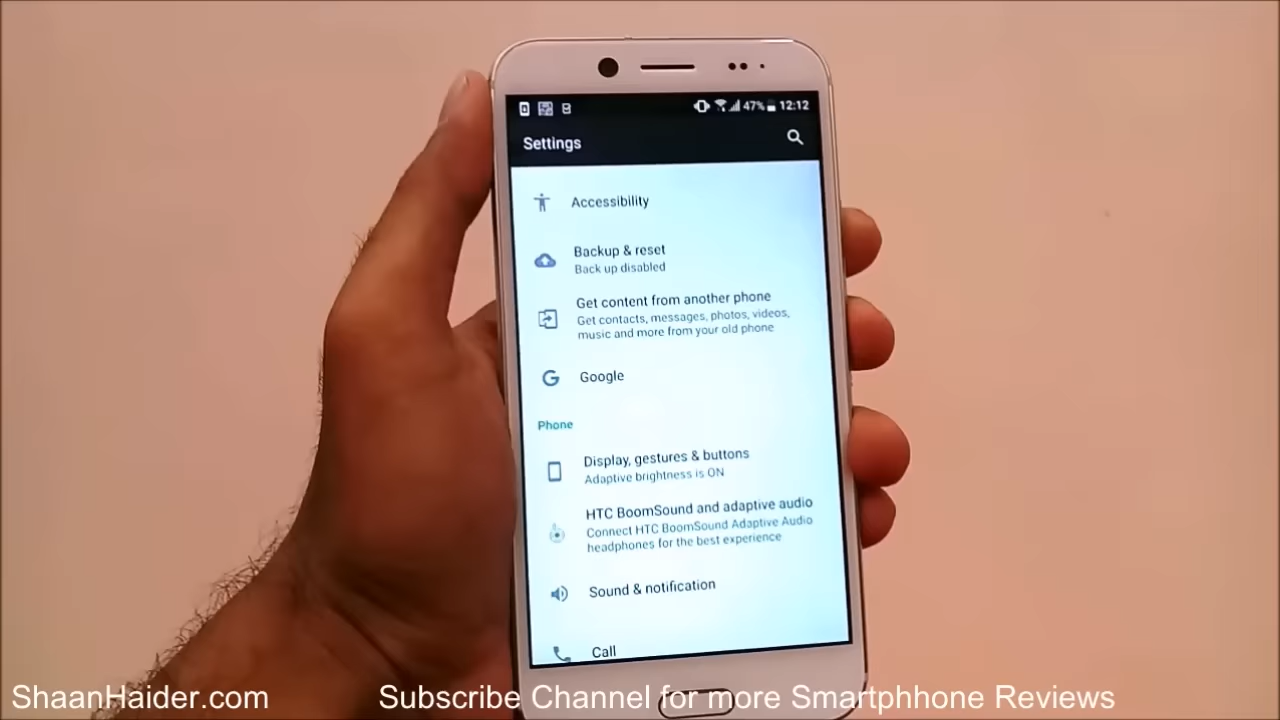 47% 12:12
Settings
Accessibility
Backup & reset
Back up disabled
Get content from another phone
Get contacts, messages, photos, videos,
music and more from your old phone
Google
Phone
Display, gestures & buttons
Adaptive brightness is ON
HTC BoomSound and adaptive audio
Connect HTC BoomSound Adaptive Audio
headphones for the best experience
Sound & notification
Call
ShaanHaider.com
Subscribe Channel for more Smartphhone Reviews